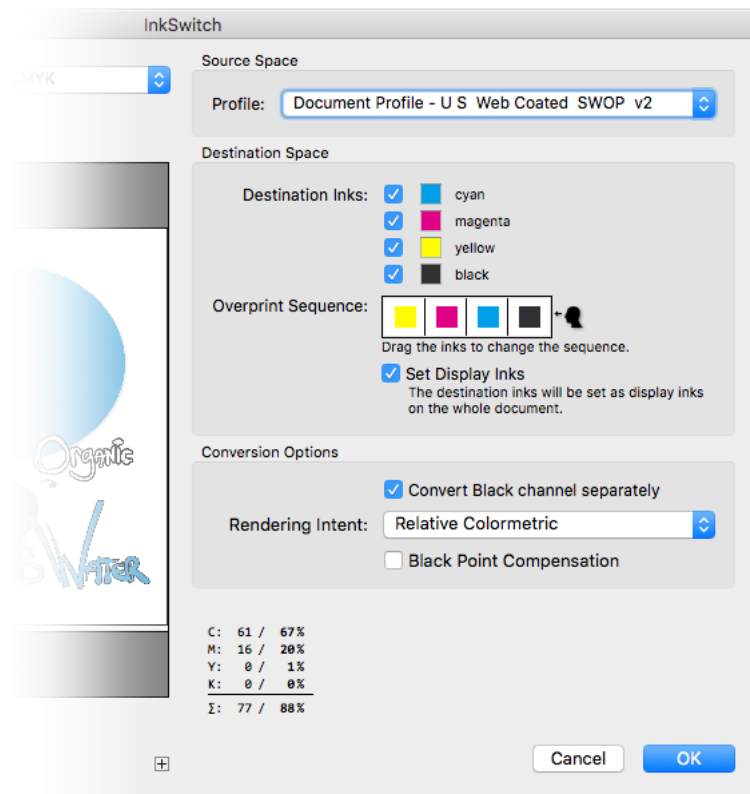 InkSwitch
CMYK
Source Space
Profile: Document Profile - U S Web Coated SWOP v2
Destination Space
Destination Inks:
cyan
magenta
yellow
black
Overprint Sequence:
Drag the inks to change the sequence.
Set Display Inks
The destination inks will be set as display inks
on the whole document.
Organic
Water
Conversion Options
Convert Black channel separately
Rendering Intent: Relative Colormetric
Black Point Compensation
C: 61 / 67%
M: 16 / 20%
Y: 0 / 1%
K: 0 / 0%
Σ: 77 / 88%
Cancel
OK